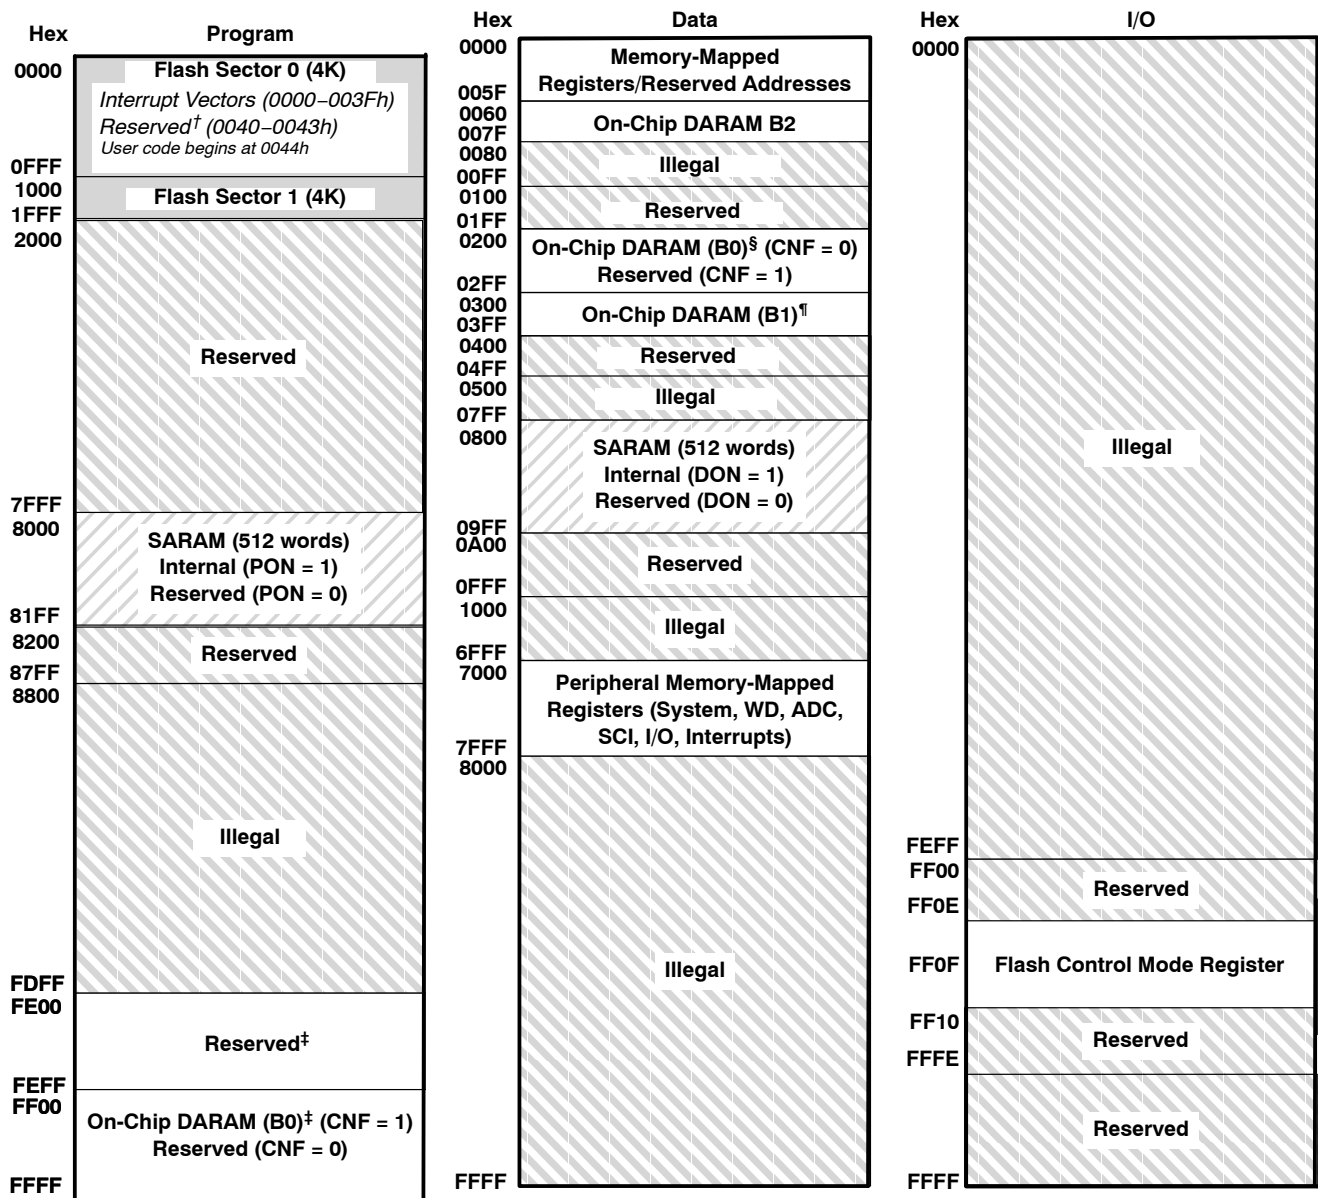 Hex Program
0000
Flash Sector 0 (4K)
Interrupt Vectors (0000–003Fh)
Reserved† (0040–0043h)
User code begins at 0044h
0FFF
1000
Flash Sector 1 (4K)
1FFF
2000
Reserved
7FFF
8000
SARAM (512 words)
Internal (PON = 1)
Reserved (PON = 0)
81FF
8200
Reserved
87FF
8800
Illegal
FDFF
FE00
Reserved‡
FEFF
FF00
On-Chip DARAM (B0)‡ (CNF = 1)
Reserved (CNF = 0)
FFFF
Hex Data
0000
Memory-Mapped
Registers/Reserved Addresses
005F
0060
On-Chip DARAM B2
007F
0080
Illegal
00FF
0100
Reserved
01FF
0200
On-Chip DARAM (B0)§ (CNF = 0)
Reserved (CNF = 1)
02FF
0300
On-Chip DARAM (B1)¶
03FF
0400
Reserved
04FF
0500
Illegal
07FF
0800
SARAM (512 words)
Internal (DON = 1)
Reserved (DON = 0)
09FF
0A00
Reserved
0FFF
1000
Illegal
6FFF
7000
Peripheral Memory-Mapped
Registers (System, WD, ADC,
SCI, I/O, Interrupts)
7FFF
8000
Illegal
FFFF
Hex I/O
0000
Illegal
FEFF
FF00
Reserved
FF0E
FF0F Flash Control Mode Register
FF10
Reserved
FFFE
Reserved
FFFF